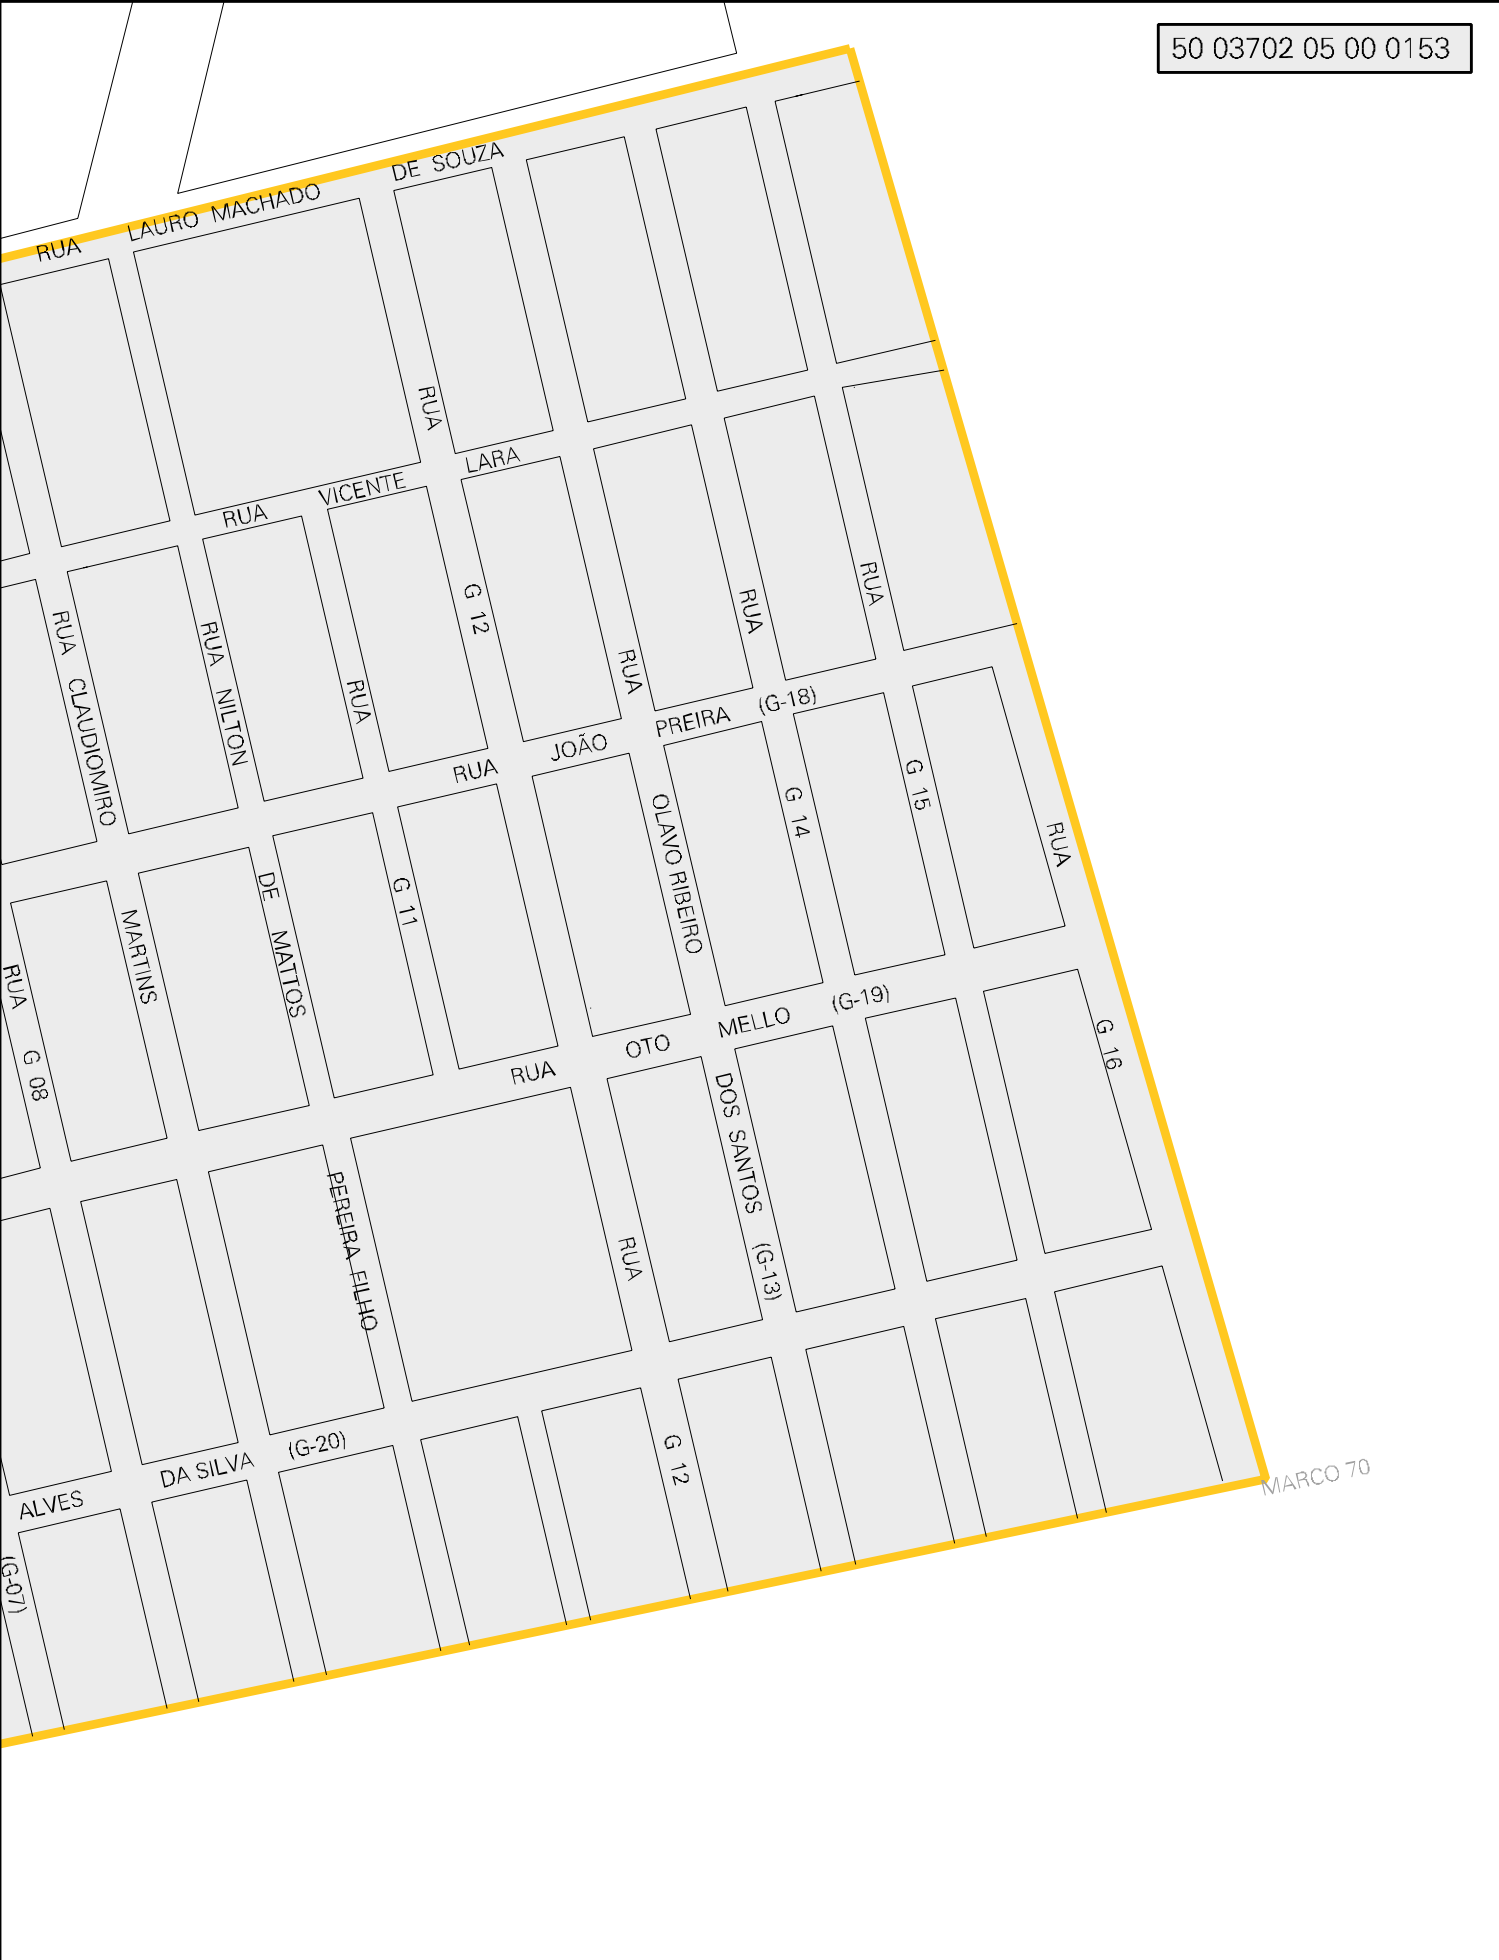 50 03702 05 00 0153
RUA LAURO MACHADO DE SOUZA
RUA VICENTE LARA
RUA JOÃO PREIRA (G-18)
RUA OTO MELLO (G-19)
ALVES DA SILVA (G-20)
(G-07)
RUA G 08
RUA CLAUDIOMIRO MARTINS
RUA NILTON DE MATTOS PEREIRA FILHO
RUA G 11
RUA G 12
RUA G 12
RUA OLAVO RIBEIRO DOS SANTOS (G-13)
RUA G 14
RUA G 15
RUA G 16
MARCO 70